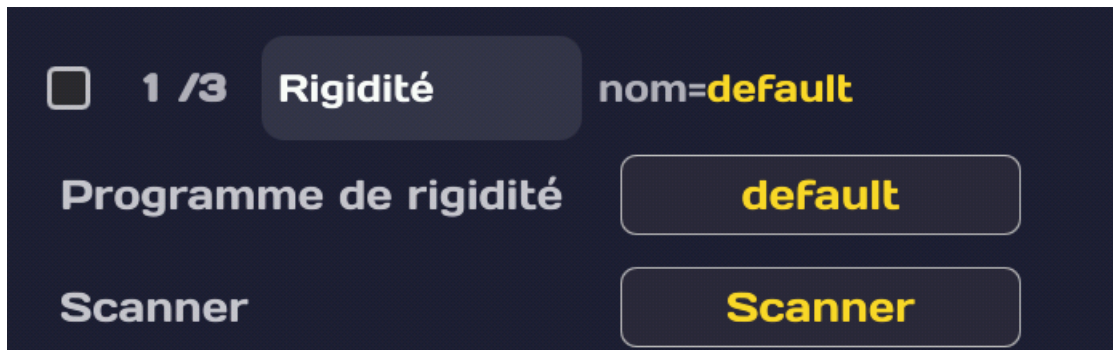 1 /3 Rigidité nom=default
Programme de rigidité default
Scanner Scanner